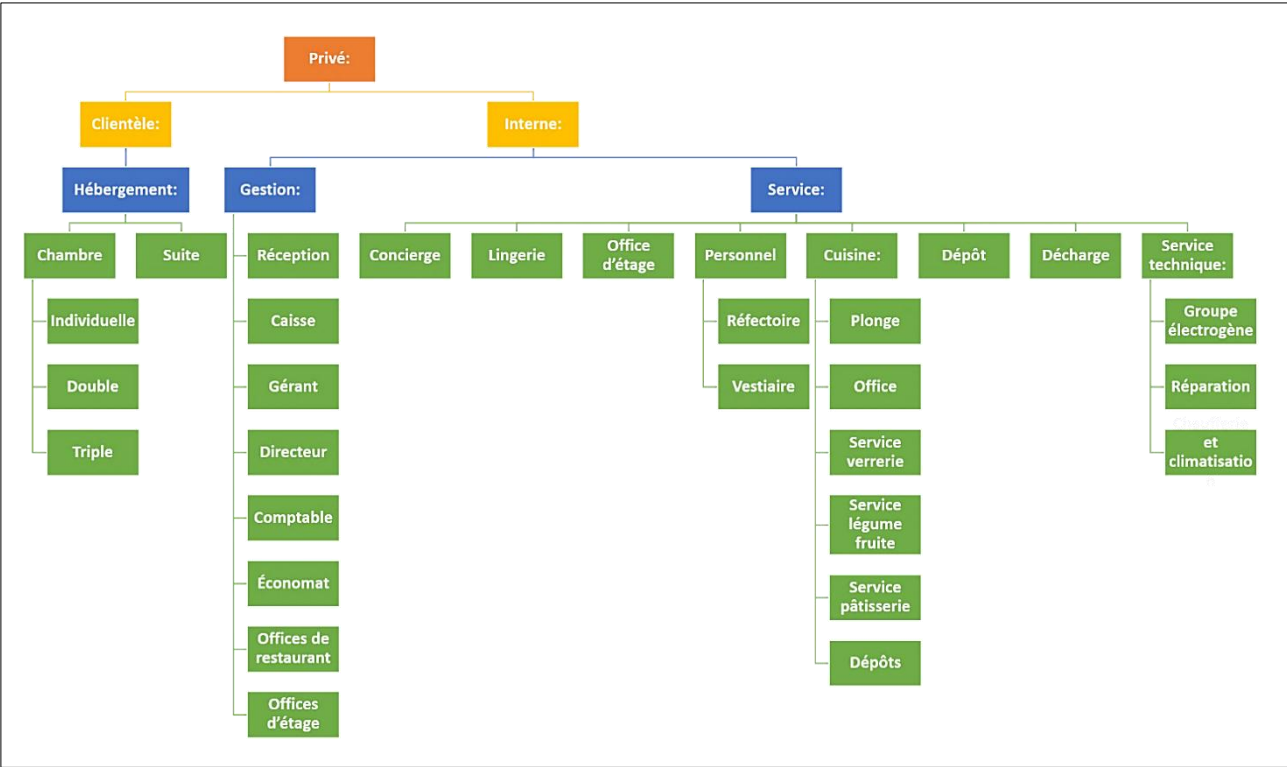 Privé:
Clientèle:
Interne:
Hébergement:
Gestion:
Service:
Chambre
Suite
Réception
Concierge
Lingerie
Office
d'étage
Personnel
Cuisine:
Dépôt
Décharge
Service
technique:
Individuelle
Caisse
Réfectoire
Plonge
Groupe
électrogène
Double
Gérant
Vestiaire
Office
Réparation
Triple
Directeur
Service
verrerie
et
climatisatio
n
Comptable
Service
légume
fruite
Économat
Service
pâtisserie
Offices de
restaurant
Dépôts
Offices
d'étage